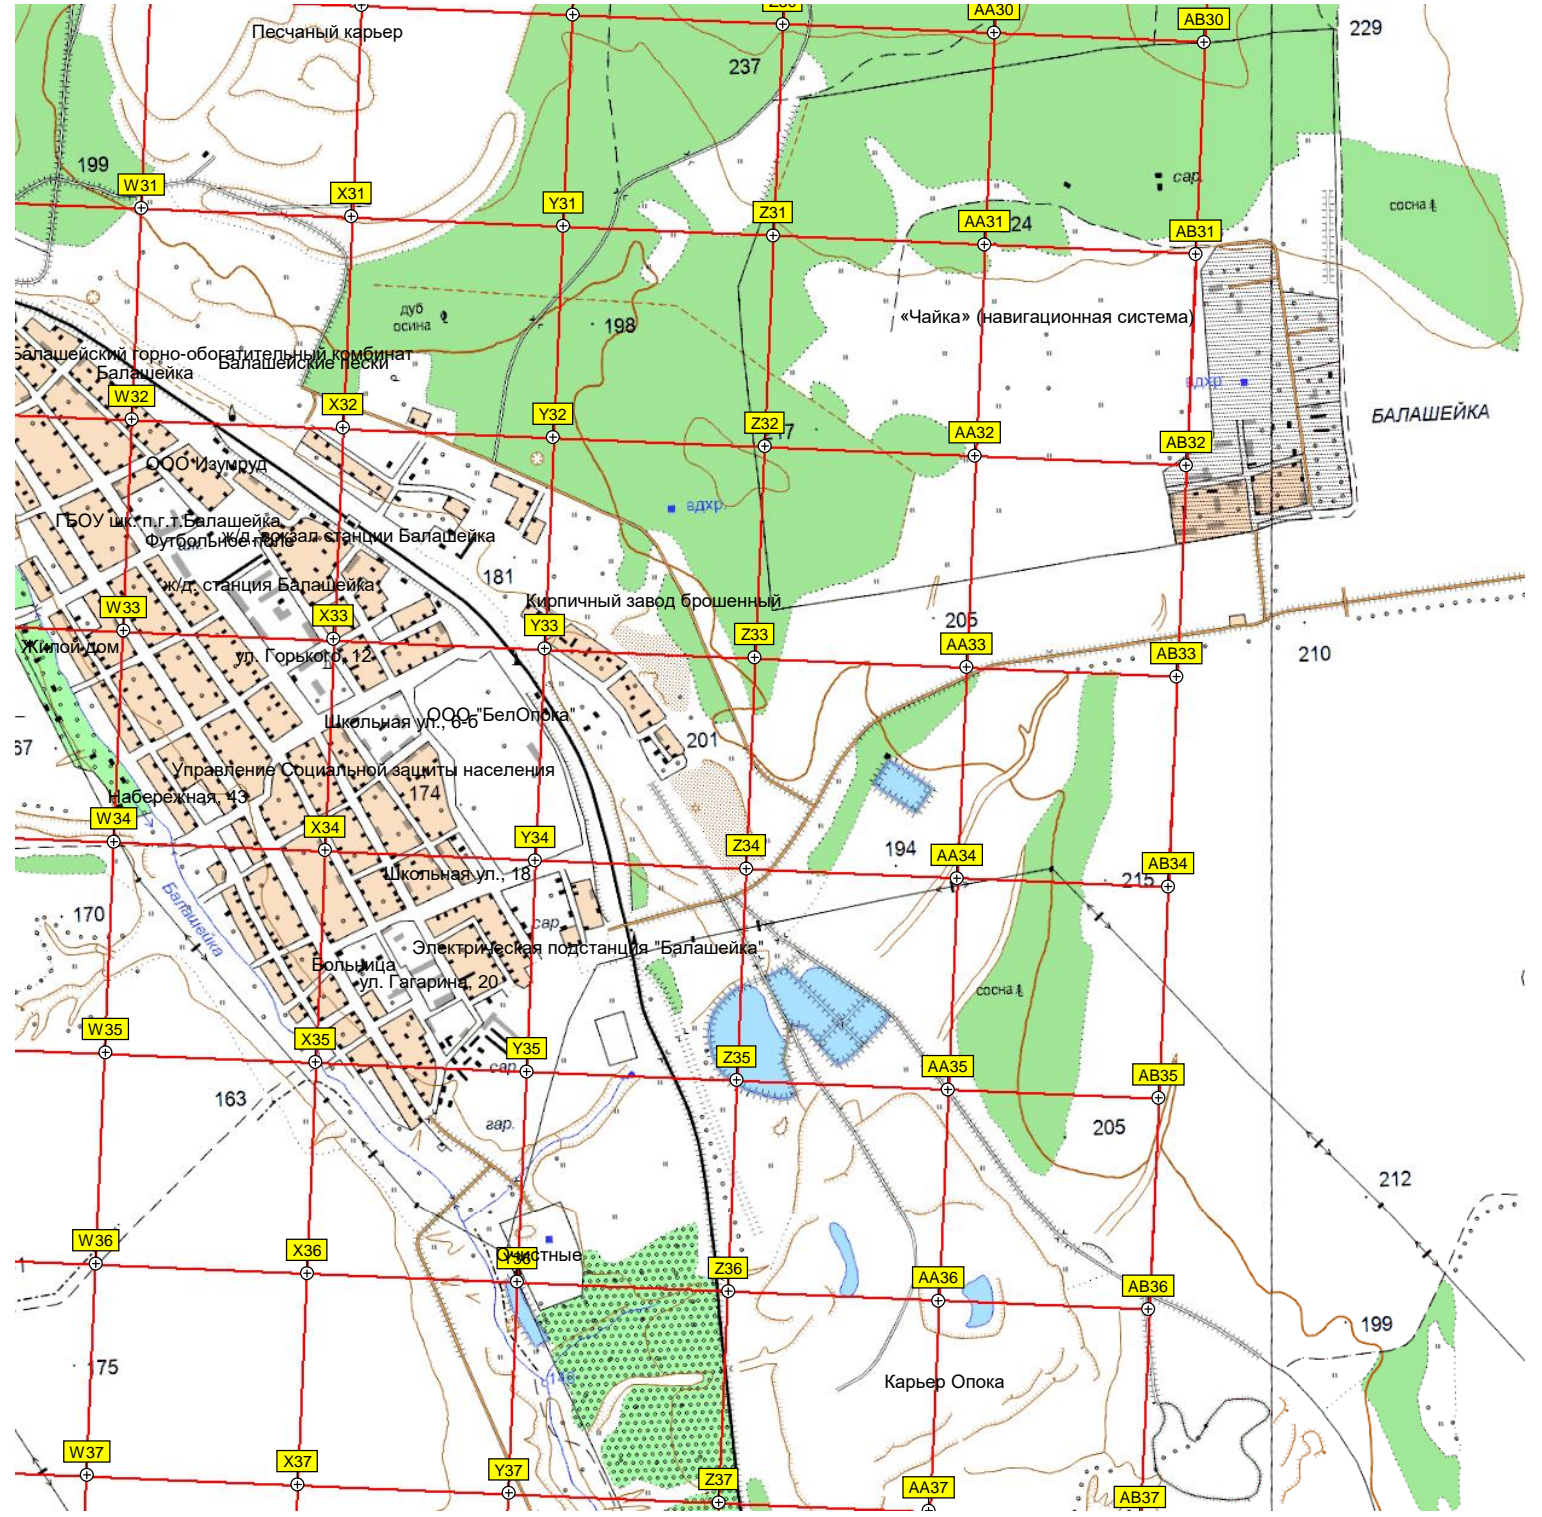 Песчаный карьер
Z30
AA30
AB30
229
237
199
W31
X31
Y31
Z31
AA31
24
AB31
сар.
сосна
дуб
осина
198
«Чайка» (навигационная система)
Балашейский горно-обогатительный комбинат
Балашейские пески
Балашейка
вдхр.
БАЛАШЕЙКА
W32
X32
Y32
Z32
AA32
AB32
ООО Изумруд
вдхр.
ГБОУ шк. п.г.т.Балашейка
Футбольное поле
ж/д. вокзал станции Балашейка
ж/д. станция Балашейка
181
Кирпичный завод брошенный
205
W33
X33
Y33
Z33
AA33
AB33
210
Жилой дом
ул. Горького, 12
Школьная ул., 6-б
ООО "БелОпока"
201
67
Управление Социальной защиты населения
174
Набережная, 43
W34
X34
Y34
Z34
194
AA34
AB34
215
Школьная ул., 18
170
Балашейка
сар.
Электрическая подстанция "Балашейка"
Больница
ул. Гагарина, 20
сосна
W35
X35
Y35
Z35
AA35
AB35
сар.
163
гар.
205
212
W36
X36
Y36
Очистные
Z36
AA36
AB36
199
175
Карьер Опока
W37
X37
Y37
Z37
AA37
AB37